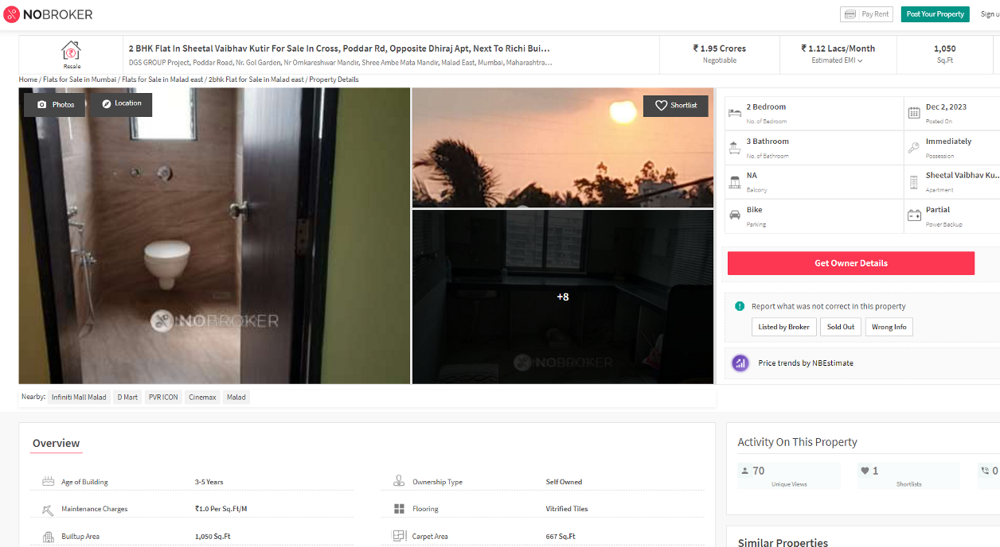 NOBROKER
Pay Rent
Post Your Property
Sign u
Resale
2 BHK Flat In Sheetal Vaibhav Kutir For Sale In Cross, Poddar Rd, Opposite Dhiraj Apt, Next To Richi Bui...
DGS GROUP Project, Poddar Road, Nr. Gol Garden, Nr Omkareshwar Mandir, Shree Ambe Mata Mandir, Malad East, Mumbai, Maharashtra...
₹ 1.95 Crores
Negotiable
₹ 1.12 Lacs/Month
Estimated EMI
1,050
Sq.Ft
Home / Flats for Sale in Mumbai / Flats for Sale in Malad east / 2bhk Flat for Sale in Malad east / Property Details
Photos
Location
Shortlist
NOBROKER
+8
NOBROKER
2 Bedroom
No. of Bedroom
Dec 2, 2023
Posted On
3 Bathroom
No. of Bathroom
Immediately
Possession
NA
Balcony
Sheetal Vaibhav Ku...
Apartment
Bike
Parking
Partial
Power Backup
Get Owner Details
Report what was not correct in this property
Listed by Broker
Sold Out
Wrong Info
Price trends by NBEstimate
Nearby: Infiniti Mall Malad D Mart PVR ICON Cinemax Malad
Overview
Age of Building 3-5 Years
Ownership Type Self Owned
Maintenance Charges ₹1.0 Per Sq.Ft/M
Flooring Vitrified Tiles
Builtup Area 1,050 Sq.Ft
Carpet Area 667 Sq.Ft
Activity On This Property
70
Unique Views
1
Shortlists
0
Similar Properties